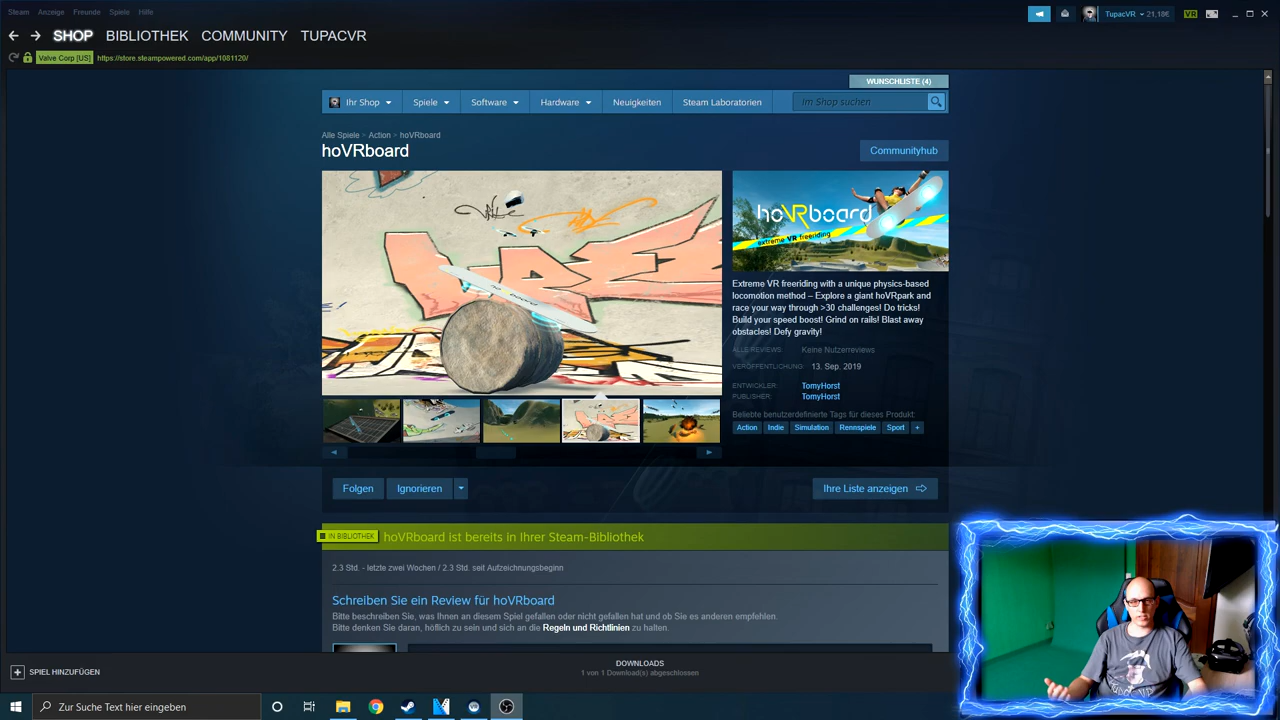 Steam Anzeige Freunde Spiele Hilfe
TupacVR 21,18€ VR
SHOP BIBLIOTHEK COMMUNITY TUPACVR
Valve Corp [US] https://store.steampowered.com/app/1081120/
WUNSCHLISTE (4)
Ihr Shop Spiele Software Hardware Neuigkeiten Steam Laboratorien Im Shop suchen
Alle Spiele > Action > hoVRboard
hoVRboard
Communityhub
hoVRboard
extreme VR freeriding
Extreme VR freeriding with a unique physics-based
locomotion method – Explore a giant hoVRpark and
race your way through >30 challenges! Do tricks!
Build your speed boost! Grind on rails! Blast away
obstacles! Defy gravity!
ALLE REVIEWS: Keine Nutzerreviews
VERÖFFENTLICHUNG: 13. Sep. 2019
ENTWICKLER: TomyHorst
PUBLISHER: TomyHorst
Beliebte benutzerdefinierte Tags für dieses Produkt:
Action Indie Simulation Rennspiele Sport +
Folgen Ignorieren Ihre Liste anzeigen
IN BIBLIOTHEK hoVRboard ist bereits in Ihrer Steam-Bibliothek
2.3 Std. - letzte zwei Wochen / 2.3 Std. seit Aufzeichnungsbeginn
Schreiben Sie ein Review für hoVRboard
Bitte beschreiben Sie, was Ihnen an diesem Spiel gefallen oder nicht gefallen hat und ob Sie es anderen empfehlen.
Bitte denken Sie daran, höflich zu sein und sich an die Regeln und Richtlinien zu halten.
+ SPIEL HINZUFÜGEN
DOWNLOADS
1 von 1 Download(s) abgeschlossen
Zur Suche Text hier eingeben